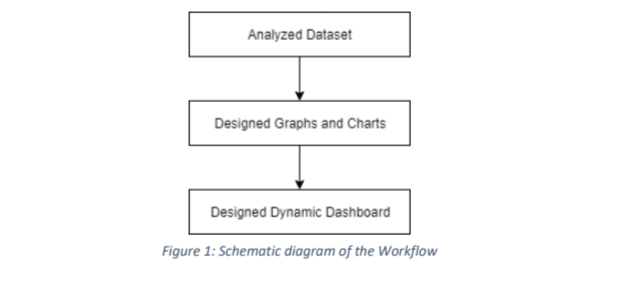 Analyzed Dataset
Designed Graphs and Charts
Designed Dynamic Dashboard
Figure 1: Schematic diagram of the Workflow